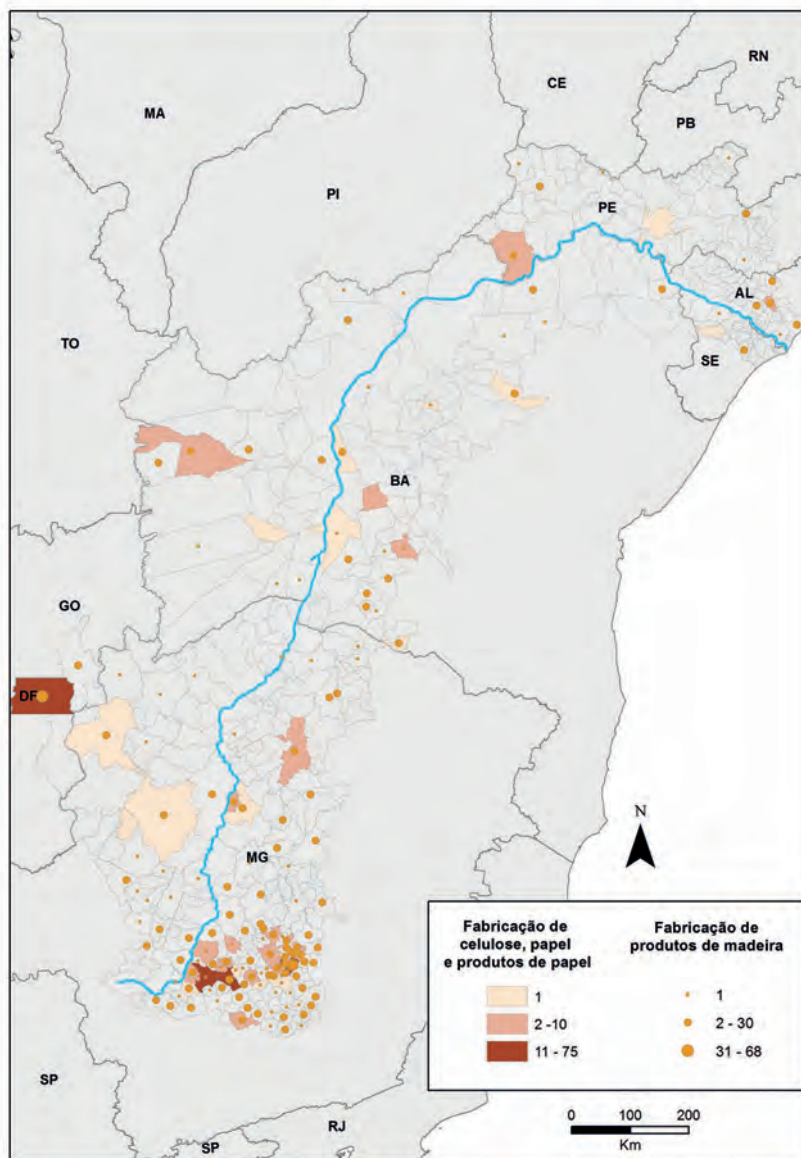 RN
CE
MA
PB
PI
PE
AL
TO
SE
BA
GO
DF
N
MG
Fabricação de
celulose, papel
e produtos de papel
1
2 -10
11 - 75
Fabricação de
produtos de madeira
1
2 - 30
31 - 68
SP
RJ
SP
0 100 200
Km